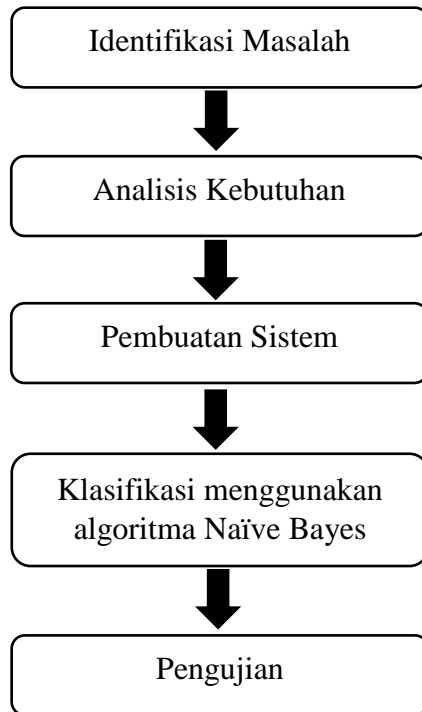 Identifikasi Masalah
Analisis Kebutuhan
Pembuatan Sistem
Klasifikasi menggunakan
algoritma Naïve Bayes
Pengujian